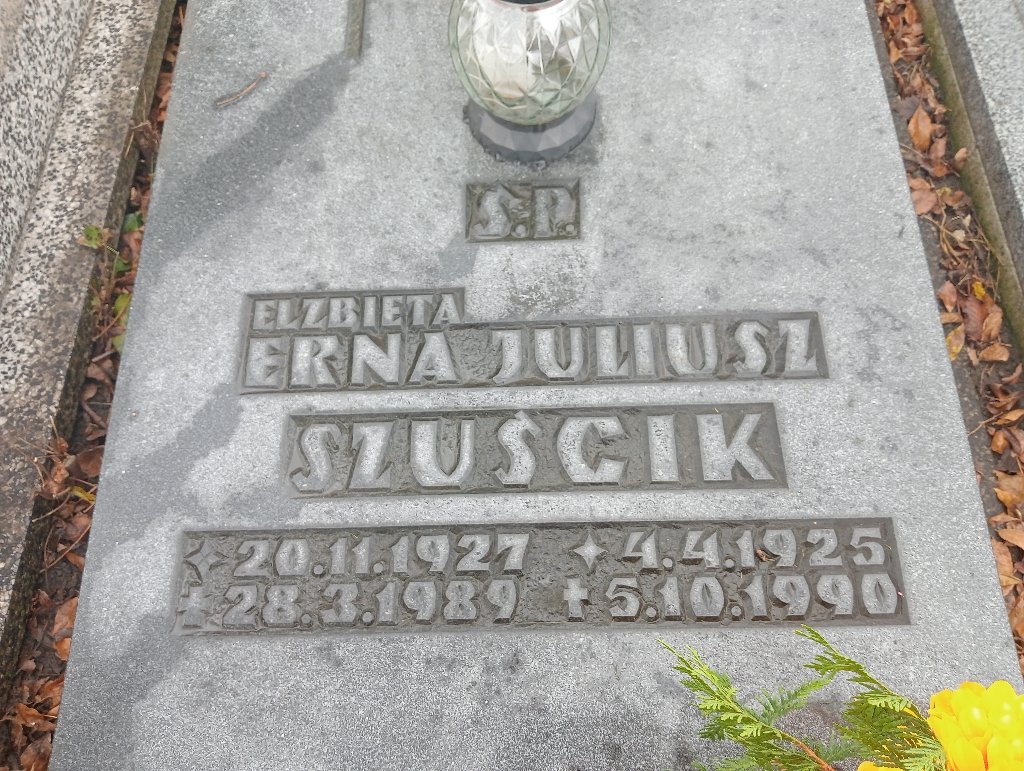 Ś.P.
ELZBIETA
ERNA JULIUSZ
SZUŚCIK
✧ 20.11.1927 ✧ 4.4.1925
✝ 28.3.1989 ✝ 5.10.1990